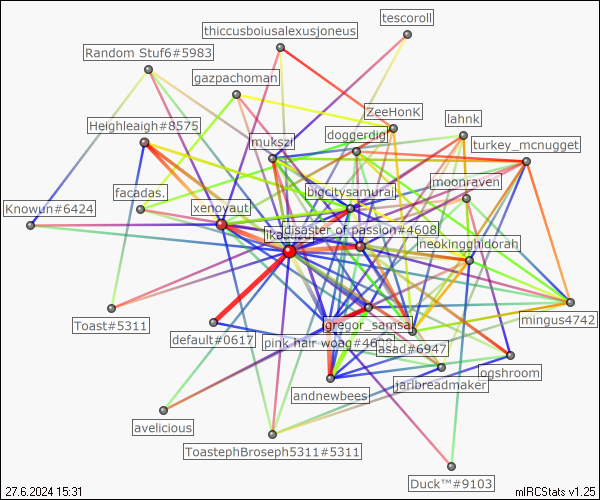 tescoroll
thiccusboiusalexusjoneus
Random Stuf6#5983
gazpachoman
ZeeHonK
lahnk
Heighleaigh#8575
doggerdig
mukszi
turkey_mcnugget
moonraven
bigcitysamurai
facadas.
xenoyaut
Knowun#6424
disaster of passion#4608
neokingghidorah
mingus4742
Toast#5311
gregor_samsa
default#0617
pink hair woag#4608
asad#6947
ogshroom
jaribreadmaker
andnewbees
avelicious
ToastephBroseph5311#5311
Duck™#9103
27.6.2024 15:31
mIRCStats v1.25